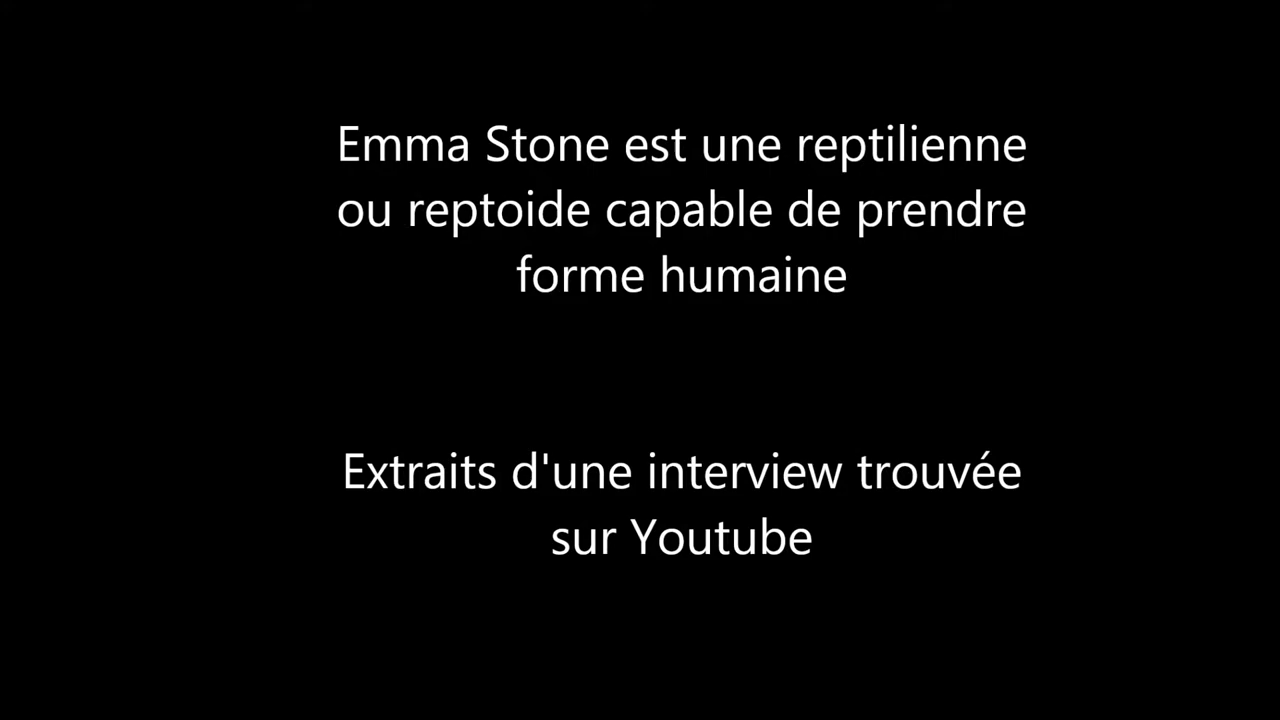 Emma Stone est une reptilienne
ou reptoide capable de prendre
forme humaine
Extraits d'une interview trouvée
sur Youtube